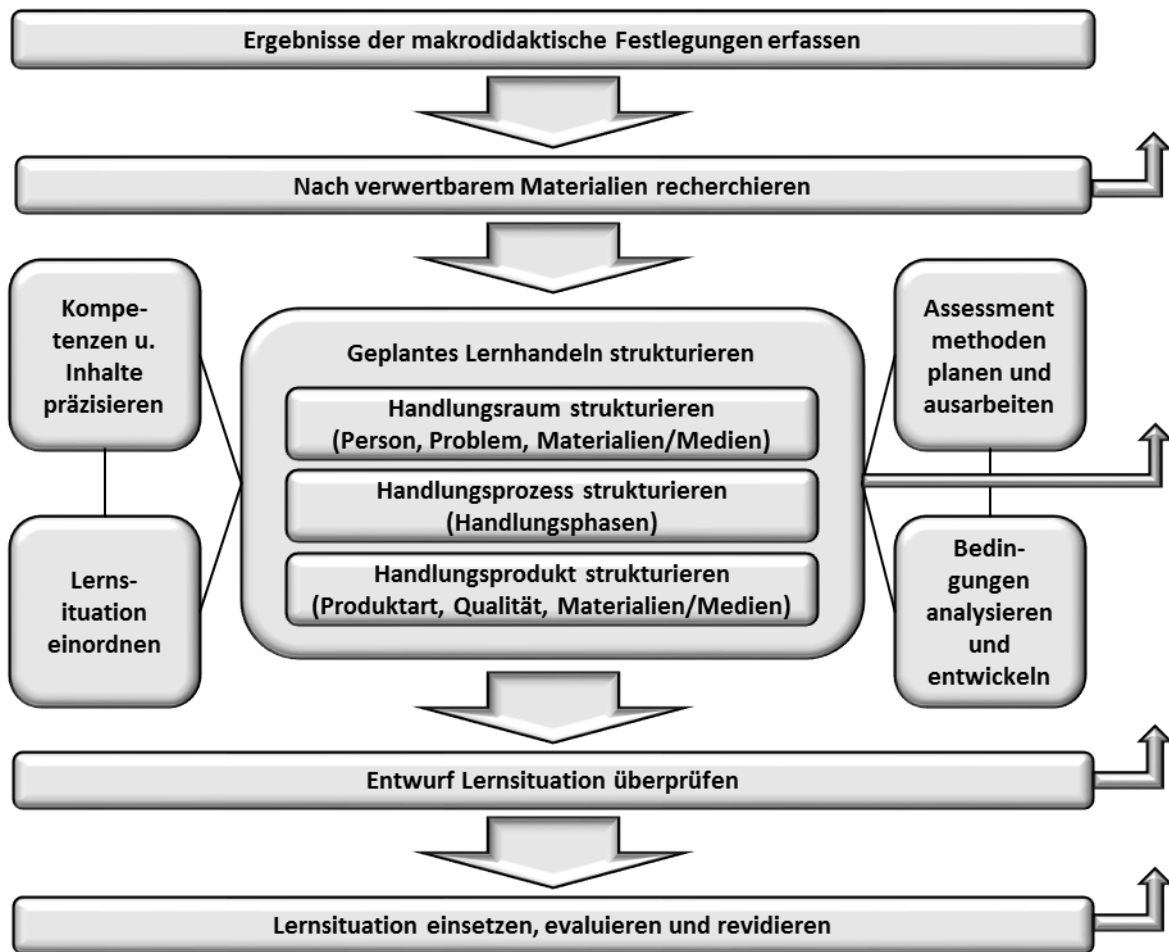 Ergebnisse der makrodidaktische Festlegungen erfassen
Nach verwertbarem Materialien recherchieren
Kompe-
tenzen u.
Inhalte
präzisieren
Lerns-
ituation
einordnen
Geplantes Lernhandeln strukturieren
Handlungsraum strukturieren
(Person, Problem, Materialien/Medien)
Handlungsprozess strukturieren
(Handlungsphasen)
Handlungsprodukt strukturieren
(Produktart, Qualität, Materialien/Medien)
Assessment
methoden
planen und
ausarbeiten
Bedin-
gungen
analysieren
und
entwickeln
Entwurf Lernsituation überprüfen
Lernsituation einsetzen, evaluieren und revidieren